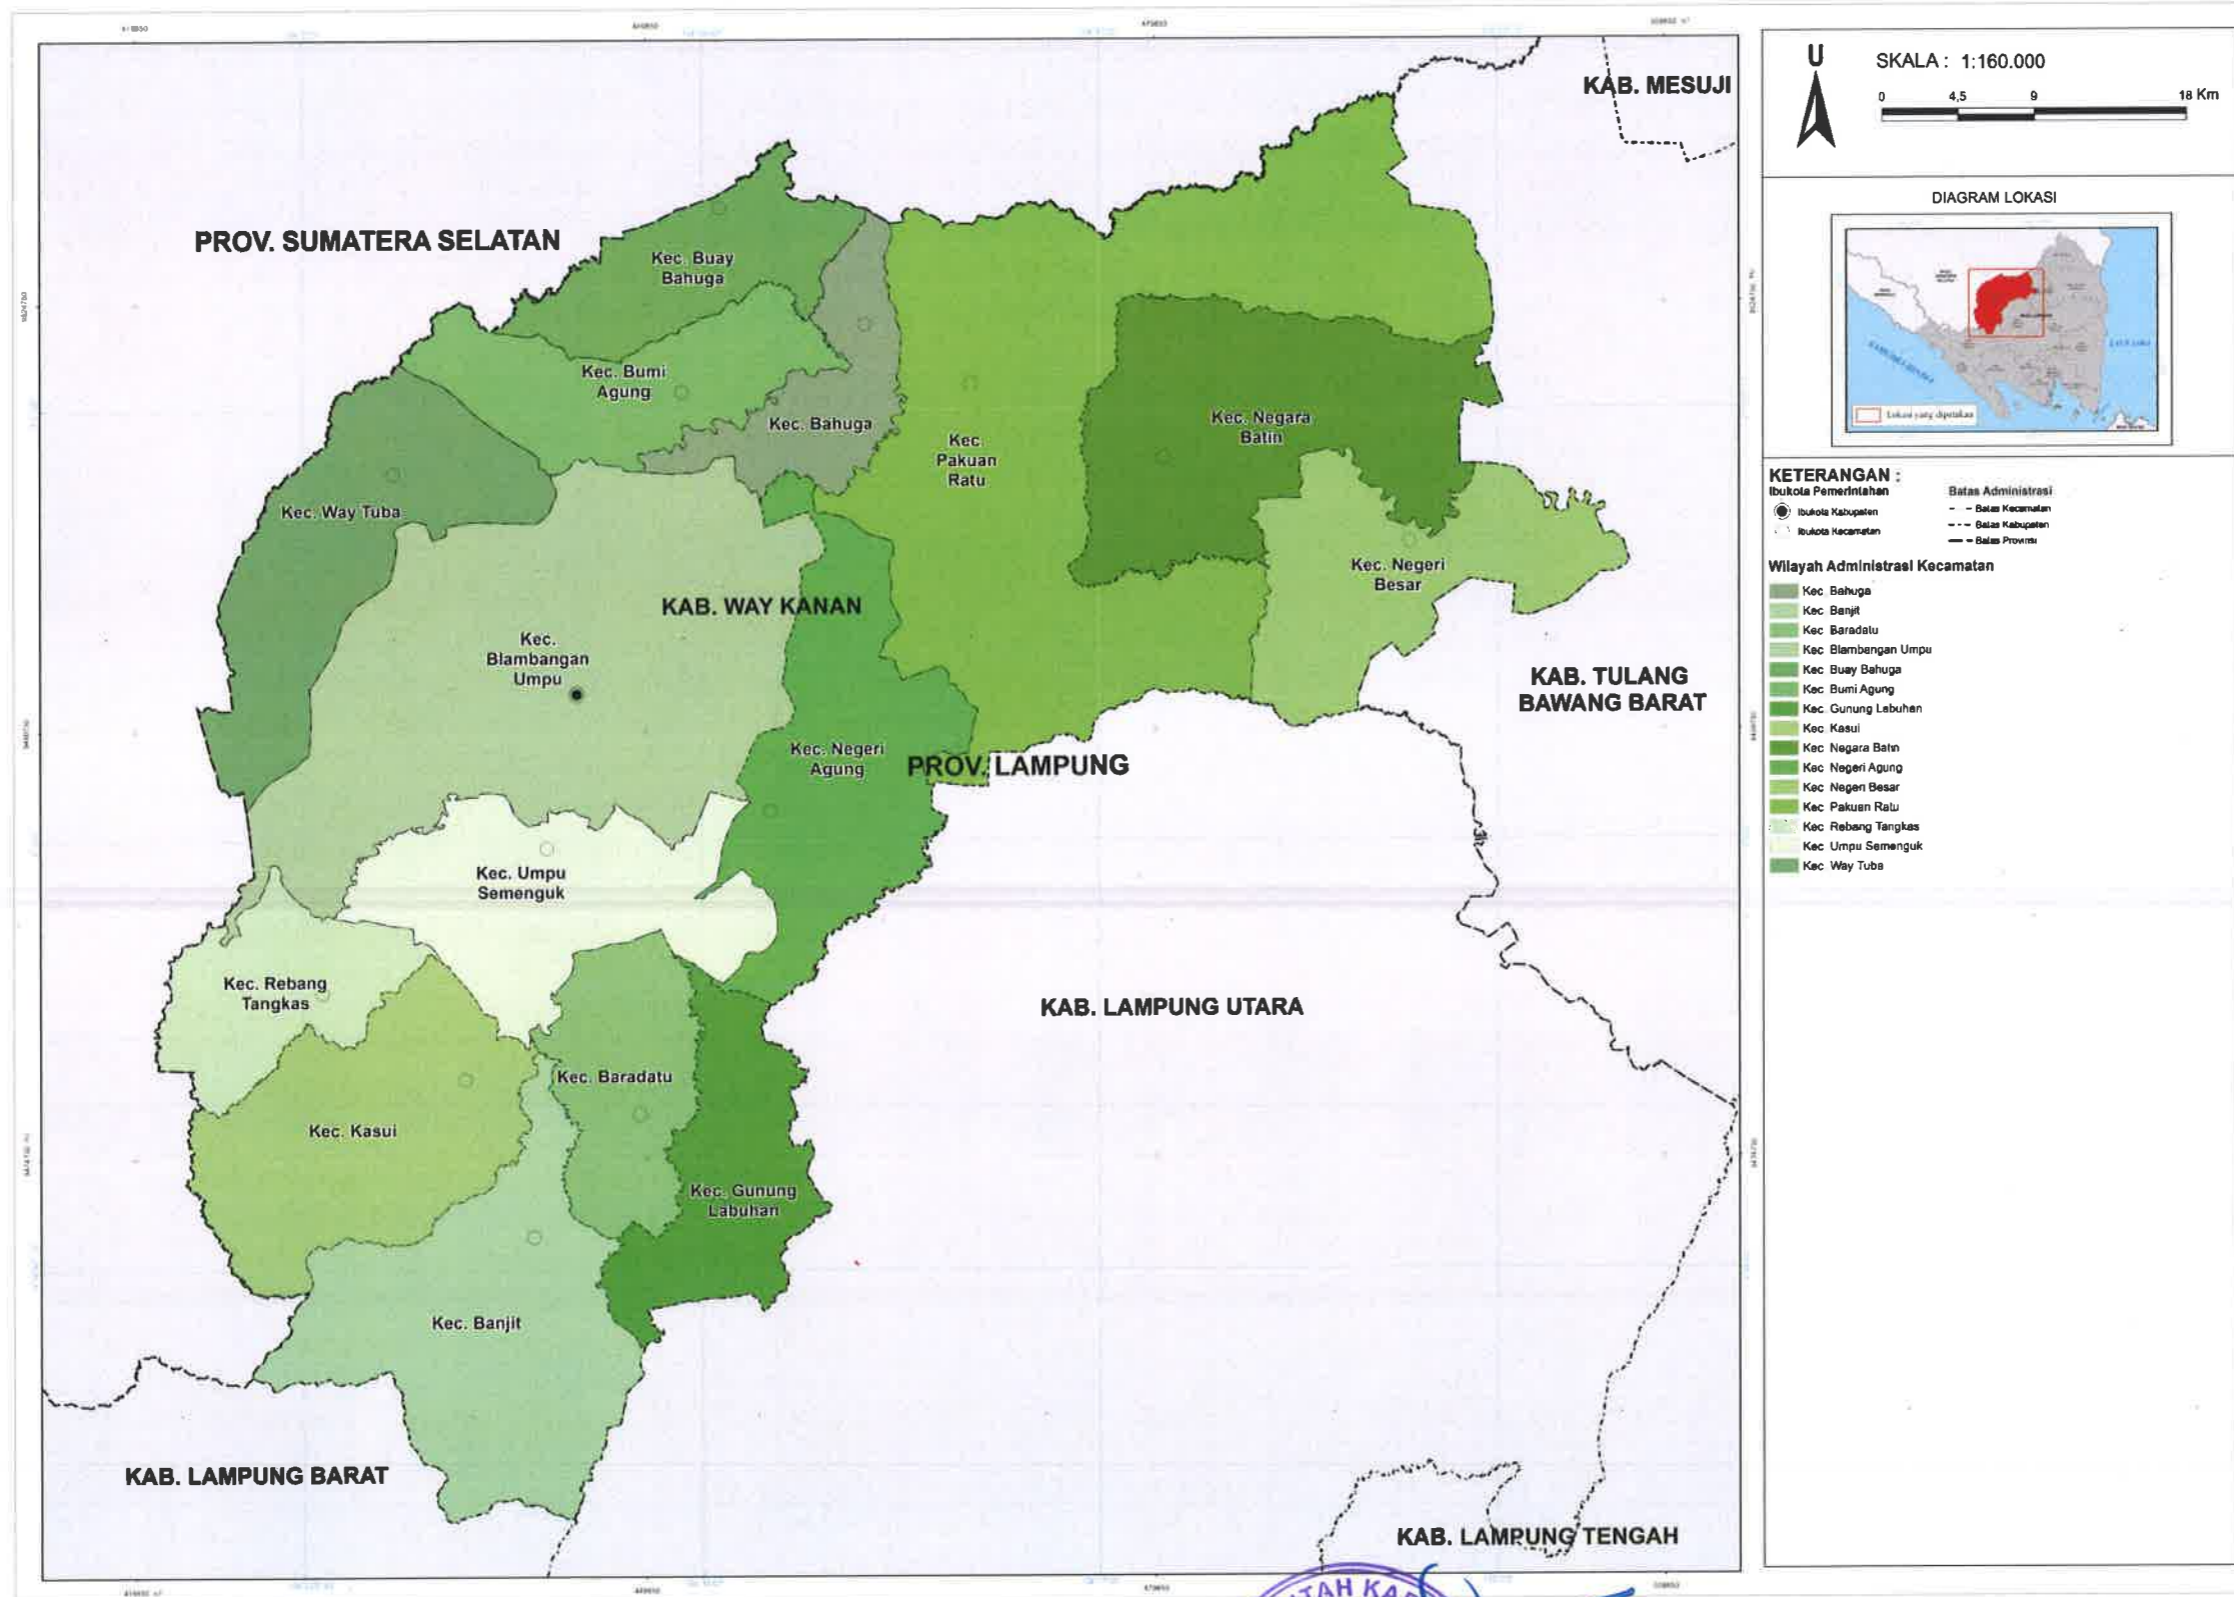 KAB. MESUJI
PROV. SUMATERA SELATAN
Kec. Buay
Bahuga
Kec. Bumi
Agung
Kec. Bahuga
Kec.
Pakuan
Ratu
Kec. Negara
Batin
Kec. Way Tuba
Kec. Negeri
Besar
KAB. WAY KANAN
Kec.
Blambangan
Umpu
KAB. TULANG
BAWANG BARAT
Kec. Negeri
Agung
PROV. LAMPUNG
Kec. Umpu
Semenguk
Kec. Rebang
Tangkas
KAB. LAMPUNG UTARA
Kec. Baradatu
Kec. Kasui
Kec. Gunung
Labuhan
Kec. Banjit
KAB. LAMPUNG BARAT
KAB. LAMPUNG TENGAH
U
SKALA : 1:160.000
0 4,5 9 18 Km
DIAGRAM LOKASI
Lokasi yang dipetakan
KETERANGAN :
Ibukota Pemerintahan
Ibukota Kabupaten
Ibukota Kecamatan
Batas Administrasi
Batas Kecamatan
Batas Kabupaten
Batas Provinsi
Wilayah Administrasi Kecamatan
Kec Bahuga
Kec Banjit
Kec Baradatu
Kec Blambangan Umpu
Kec Buay Bahuga
Kec Bumi Agung
Kec Gunung Labuhan
Kec Kasui
Kec Negara Batin
Kec Negeri Agung
Kec Negeri Besar
Kec Pakuan Ratu
Kec Rebang Tangkas
Kec Umpu Semenguk
Kec Way Tuba